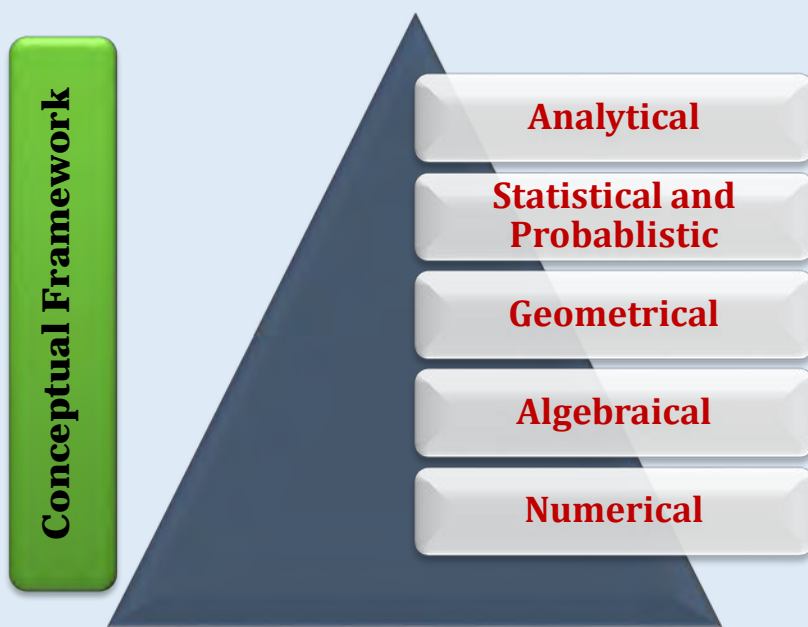 Conceptual Framework
Analytical
Statistical and
Probablistic
Geometrical
Algebraical
Numerical